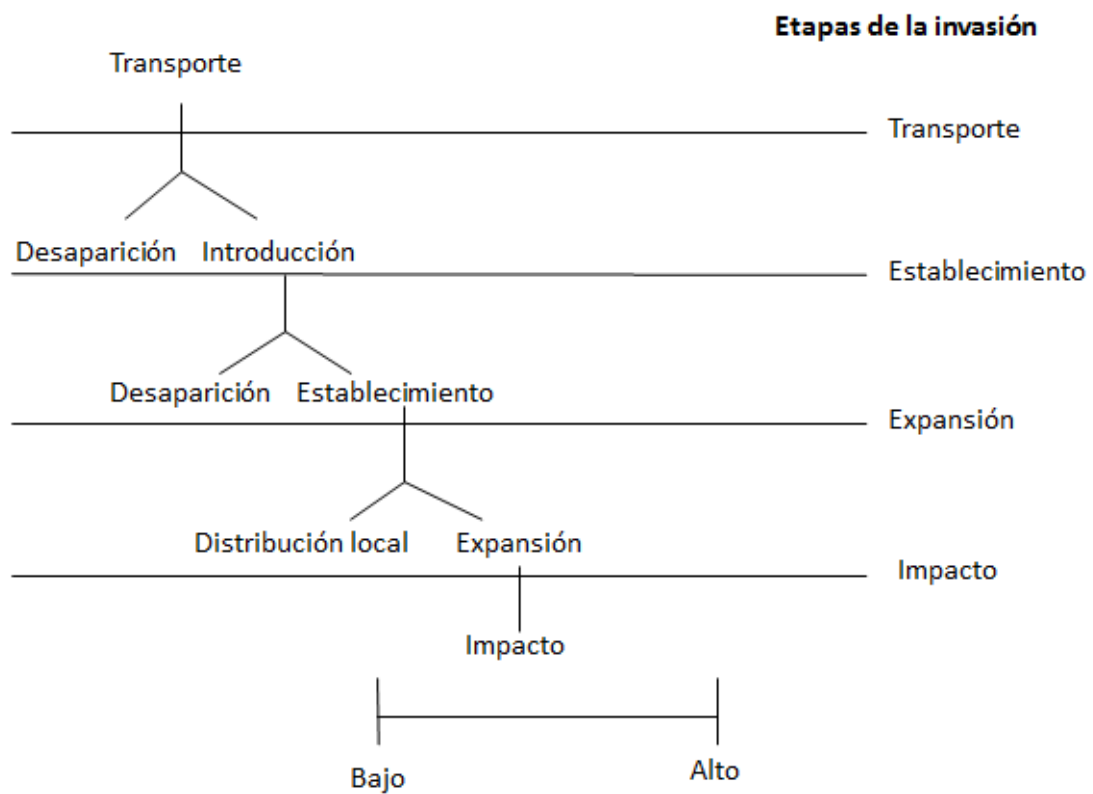 Etapas de la invasión
Transporte
Transporte
Desaparición Introducción
Establecimiento
Desaparición Establecimiento
Expansión
Distribución local Expansión
Impacto
Impacto
Bajo Alto